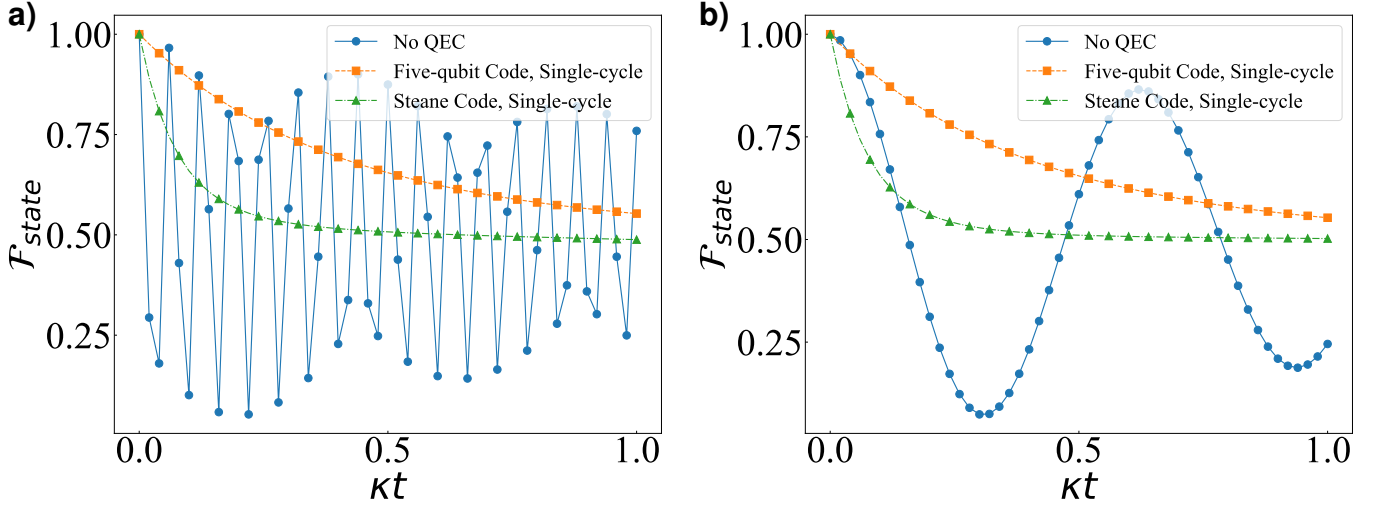 a)
1.00
0.75
0.50
0.25
F_state
0.0
0.5
1.0
κt
No QEC
Five-qubit Code, Single-cycle
Steane Code, Single-cycle
b)
1.00
0.75
0.50
0.25
F_state
0.0
0.5
1.0
κt
No QEC
Five-qubit Code, Single-cycle
Steane Code, Single-cycle